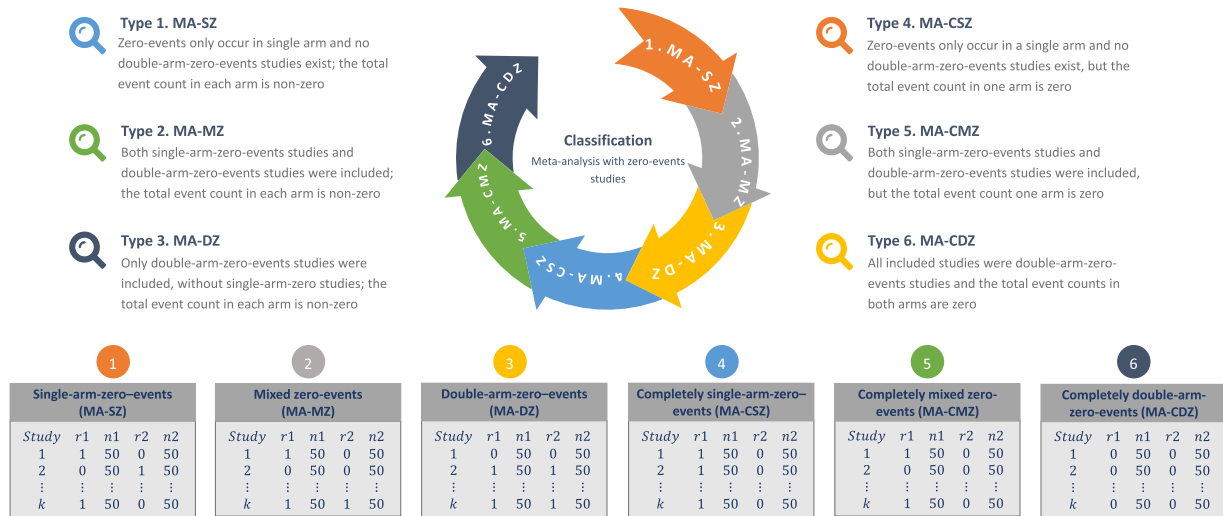 Type 1. MA-SZ
Zero-events only occur in single arm and no
double-arm-zero-events studies exist; the total
event count in each arm is non-zero
Type 2. MA-MZ
Both single-arm-zero-events studies and
double-arm-zero-events studies were included;
the total event count in each arm is non-zero
Type 3. MA-DZ
Only double-arm-zero-events studies were
included, without single-arm-zero studies; the
total event count in each arm is non-zero
1. MA-SZ
2. MA-MZ
3. MA-DZ
4. MA-CSZ
5. MA-CMZ
6. MA-CDZ
Classification
Meta-analysis with zero-events
studies
Type 4. MA-CSZ
Zero-events only occur in a single arm and no
double-arm-zero-events studies exist, but the
total event count in one arm is zero
Type 5. MA-CMZ
Both single-arm-zero-events studies and
double-arm-zero-events studies were included,
but the total event count one arm is zero
Type 6. MA-CDZ
All included studies were double-arm-zero-
events studies and the total event counts in
both arms are zero
1
Single-arm-zero–events
(MA-SZ)
Study r1 n1 r2 n2
1 1 50 0 50
2 0 50 1 50
⋮ ⋮ ⋮ ⋮ ⋮
k 1 50 0 50
2
Mixed zero-events
(MA-MZ)
Study r1 n1 r2 n2
1 1 50 0 50
2 0 50 0 50
⋮ ⋮ ⋮ ⋮ ⋮
k 1 50 1 50
3
Double-arm-zero–events
(MA-DZ)
Study r1 n1 r2 n2
1 0 50 0 50
2 1 50 1 50
⋮ ⋮ ⋮ ⋮ ⋮
k 1 50 1 50
4
Completely single-arm-zero–
events (MA-CSZ)
Study r1 n1 r2 n2
1 1 50 0 50
2 1 50 0 50
⋮ ⋮ ⋮ ⋮ ⋮
k 1 50 0 50
5
Completely mixed zero-
events (MA-CMZ)
Study r1 n1 r2 n2
1 1 50 0 50
2 0 50 0 50
⋮ ⋮ ⋮ ⋮ ⋮
k 1 50 0 50
6
Completely double-arm-
zero-events (MA-CDZ)
Study r1 n1 r2 n2
1 0 50 0 50
2 0 50 0 50
⋮ ⋮ ⋮ ⋮ ⋮
k 0 50 0 50